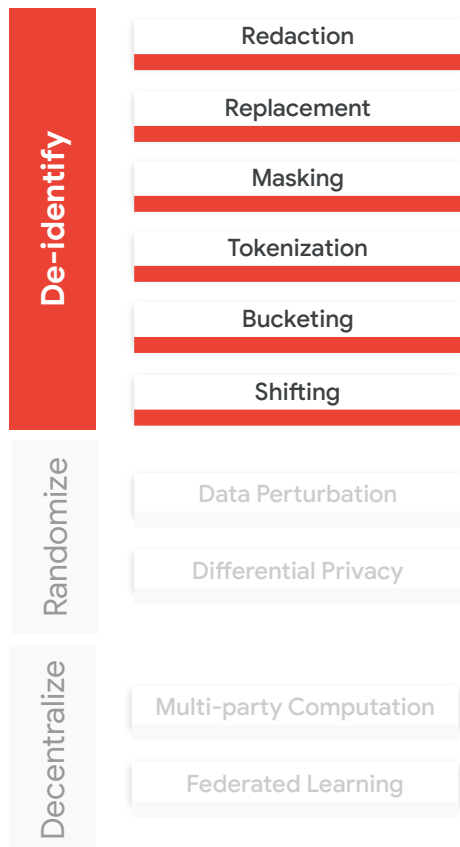 De-identify
Redaction
Replacement
Masking
Tokenization
Bucketing
Shifting
Randomize
Data Perturbation
Differential Privacy
Decentralize
Multi-party Computation
Federated Learning